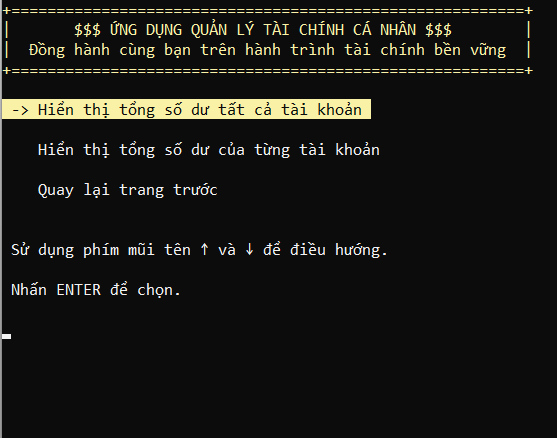 +=========================================================+
| $$$ ỨNG DỤNG QUẢN LÝ TÀI CHÍNH CÁ NHÂN $$$ |
| Đồng hành cùng bạn trên hành trình tài chính bền vững |
+=========================================================+
-> Hiển thị tổng số dư tất cả tài khoản
Hiển thị tổng số dư của từng tài khoản
Quay lại trang trước
Sử dụng phím mũi tên ↑ và ↓ để điều hướng.
Nhấn ENTER để chọn.